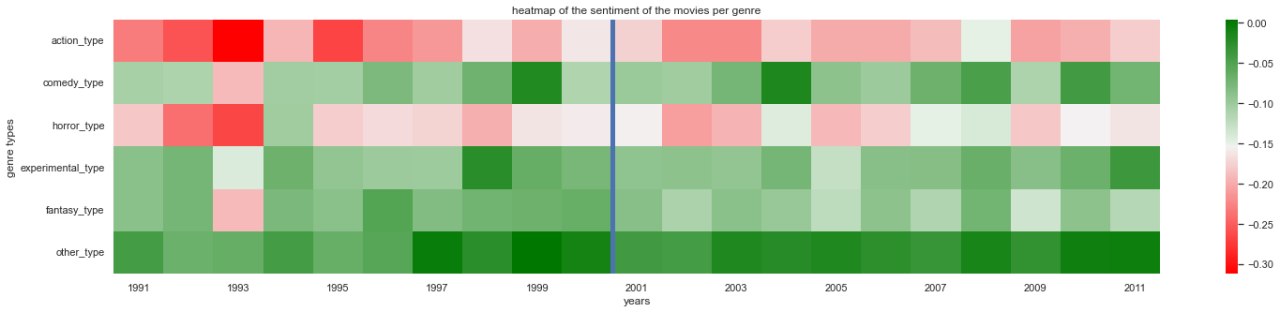 heatmap of the sentiment of the movies per genre
genre types
action_type
comedy_type
horror_type
experimental_type
fantasy_type
other_type
1991 1993 1995 1997 1999 2001 2003 2005 2007 2009 2011
years
0.00
−0.05
−0.10
−0.15
−0.20
−0.25
−0.30